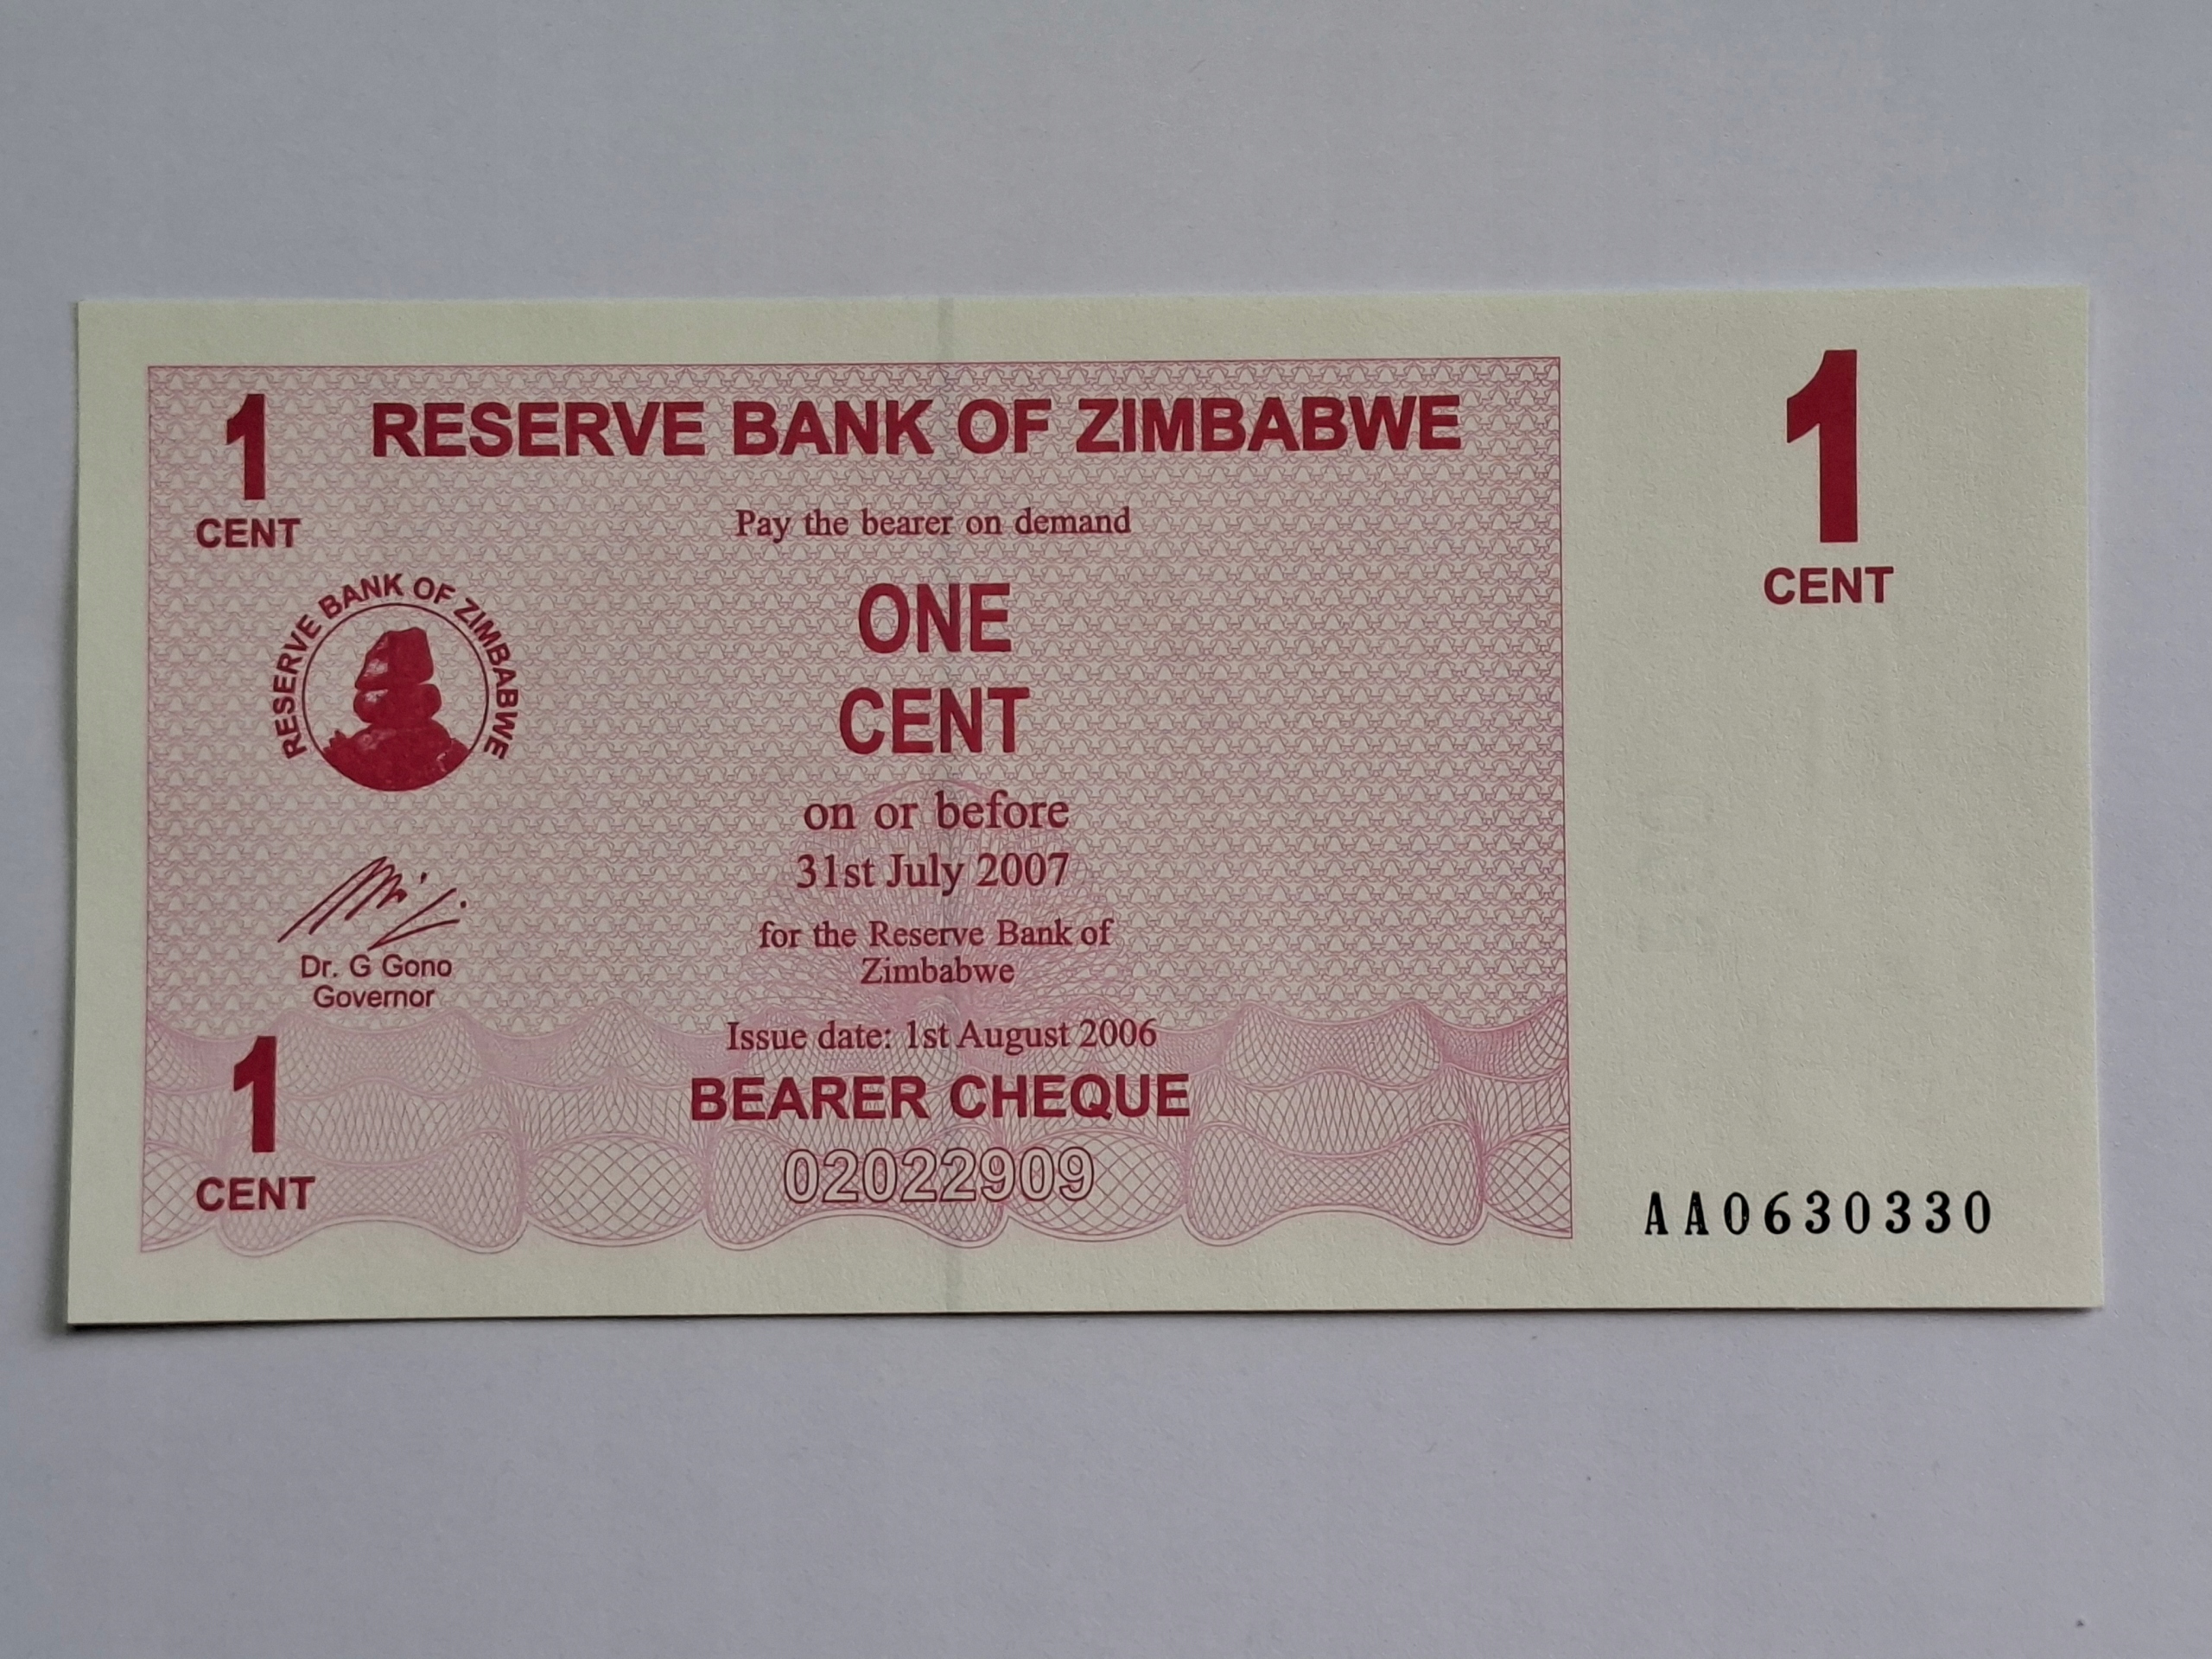 1
CENT
RESERVE BANK OF ZIMBABWE
1
CENT
Pay the bearer on demand
ONE
CENT
RESERVE BANK OF ZIMBABWE
on or before
31st July 2007
for the Reserve Bank of
Zimbabwe
Dr. G Gono
Governor
Issue date: 1st August 2006
BEARER CHEQUE
02022909
1
CENT
AA0630330